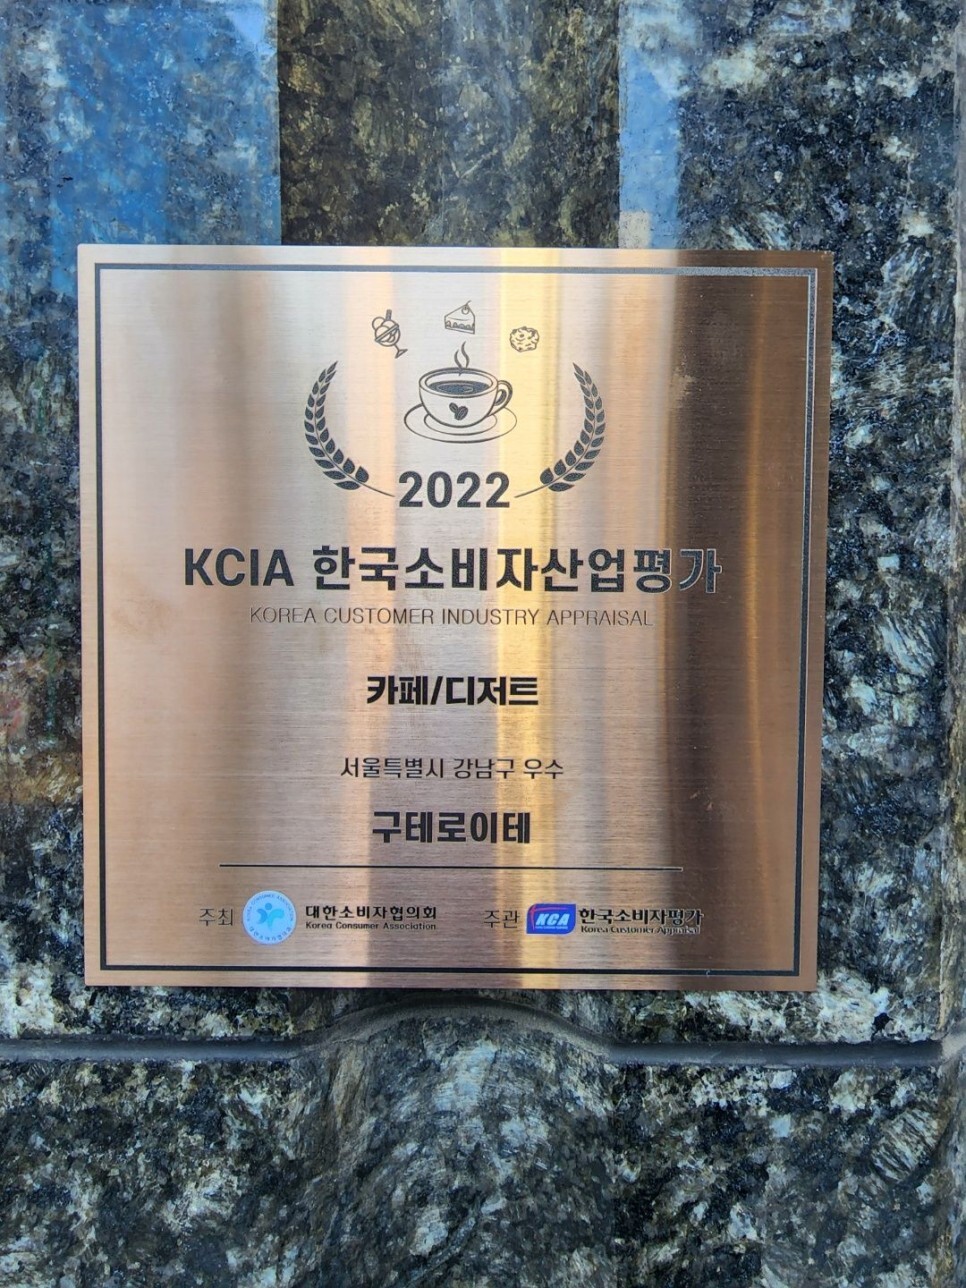 2022
KCIA 한국소비자산업평가
KOREA CUSTOMER INDUSTRY APPRAISAL
카페/디저트
서울특별시 강남구 우수
구테로이테
주최 대한소비자협의회 주관 KCA 한국소비자평가
Korea Consumer Association Korea Customer Appraisal